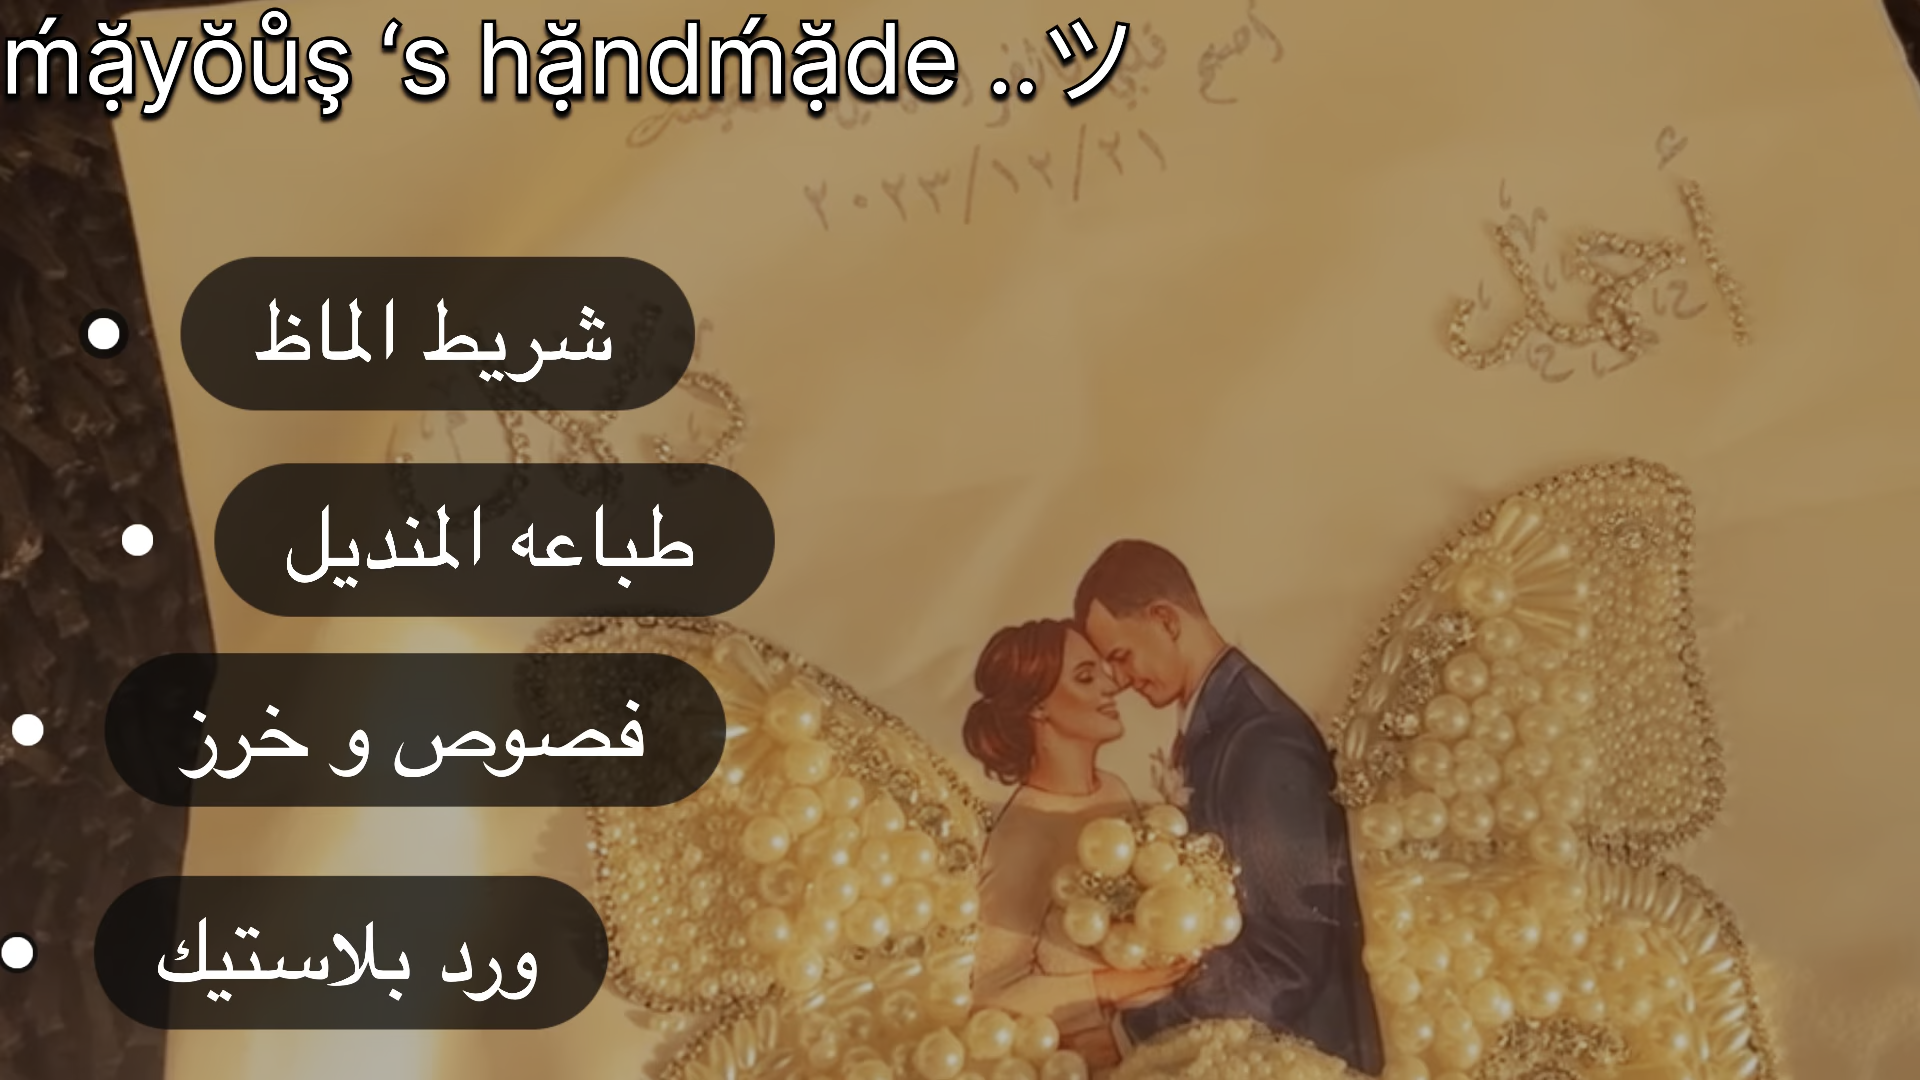 ḿặyŏůş ‘s hặndḿặde ..ツ
٢٠٢٣/١٢/٢١
شريط الماظ
طباعه المنديل
فصوص و خرز
ورد بلاستيك